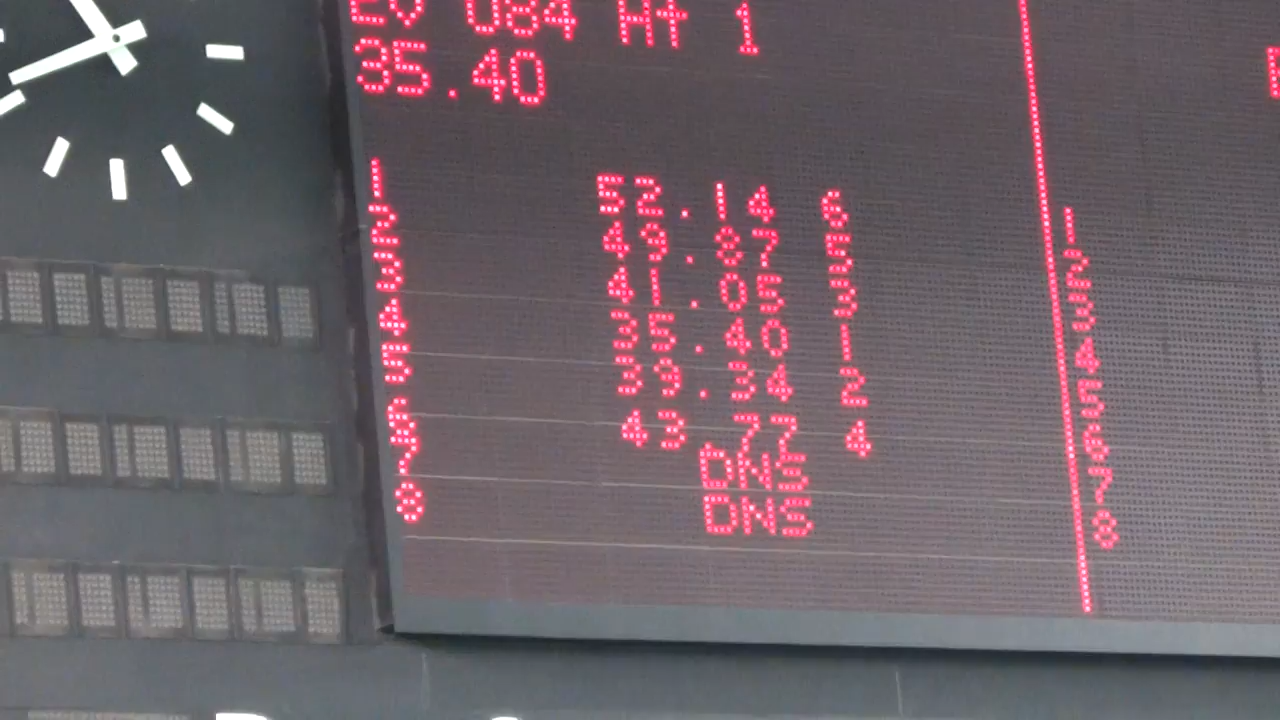 EV 084 Ht 1
35.40
1 52.14 6
2 49.87 5
3 41.05 3
4 35.40 1
5 39.34 2
6 43.77 4
7 DNS
8 DNS
1
2
3
4
5
6
7
8